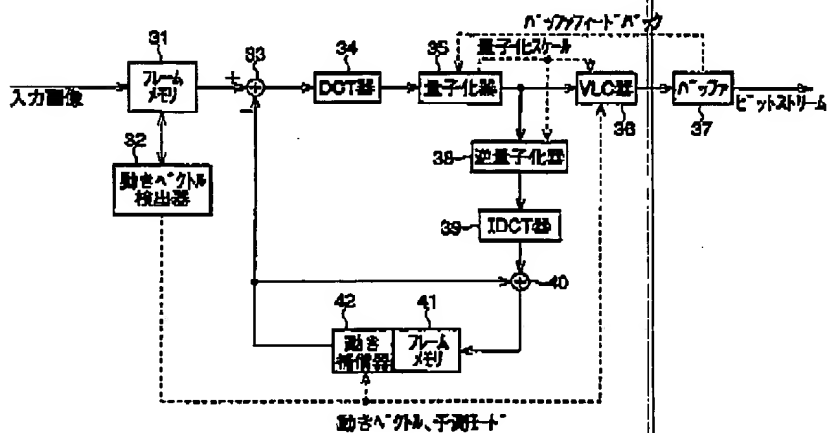 バッファフィードバック
31
33
34
35
量子化スケール
入力画像
フレーム
メモリ
+
-
DCT器
量子化器
VLC器
バッファ
ビットストリーム
36
37
32
動きベクトル
検出器
38
逆量子化器
39
IDCT器
40
42
41
動き
補償器
フレーム
メモリ
動きベクトル、予測モード